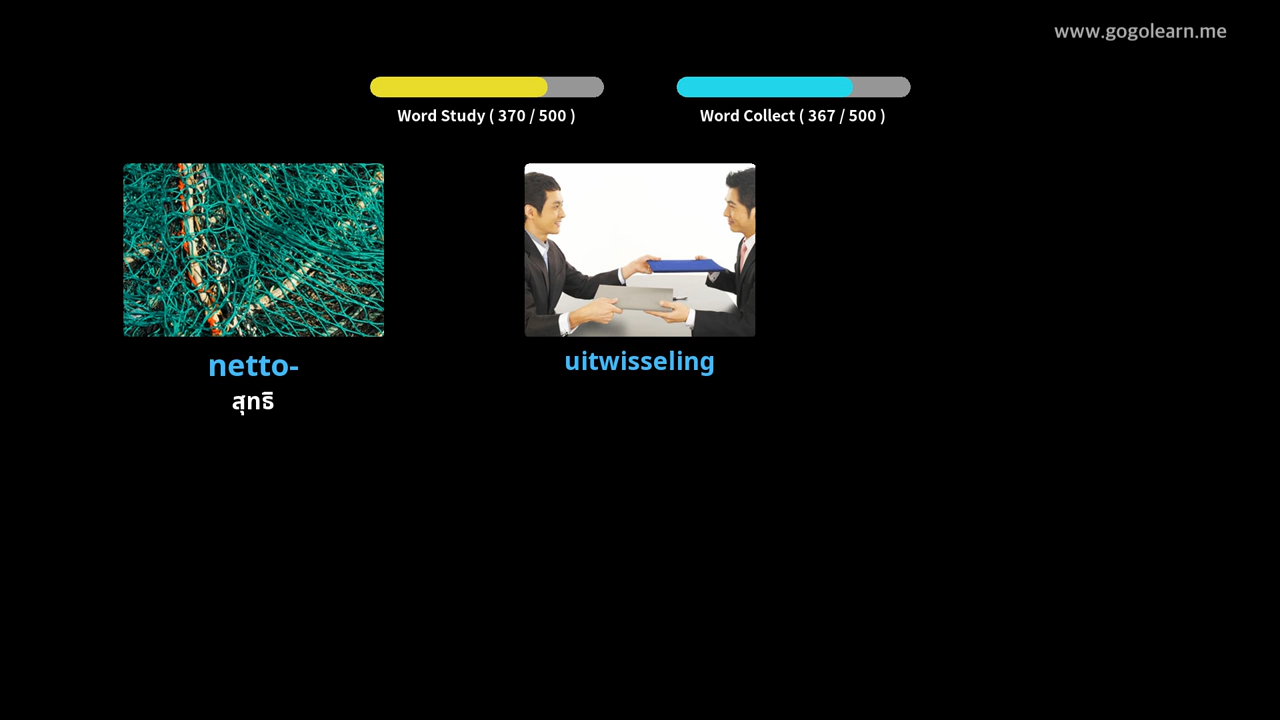 www.gogolearn.me
Word Study ( 370 / 500 )
Word Collect ( 367 / 500 )
netto-
สุทธิ
uitwisseling